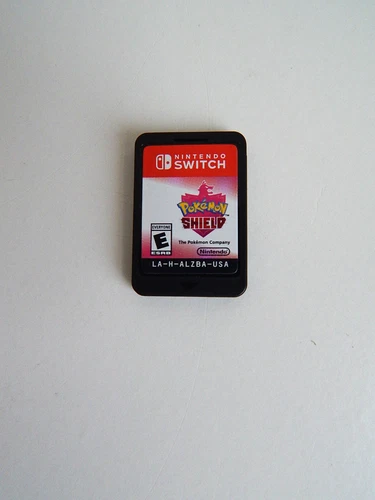 NINTENDO
SWITCH
POKÉMON
SHIELD
EVERYONE
E
ESRB
The Pokémon Company
Nintendo
LA-H-ALZBA-USA